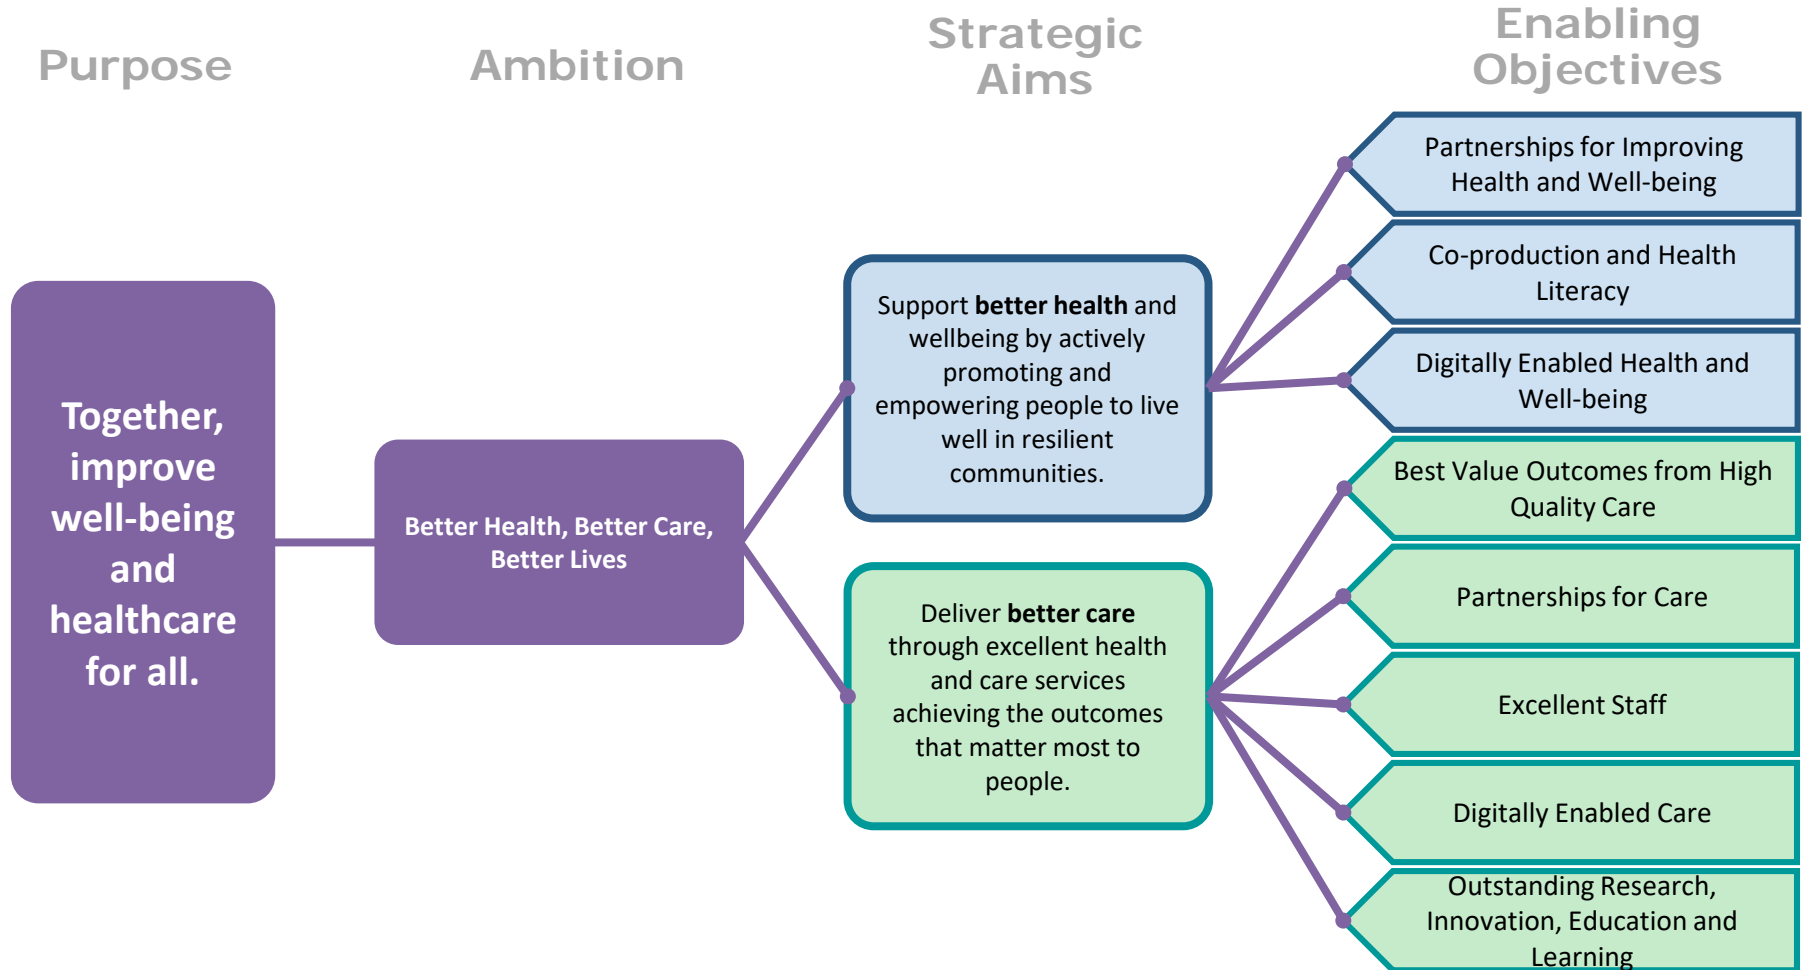 Purpose
Ambition
Strategic
Aims
Enabling
Objectives
Together,
improve
well-being
and
healthcare
for all.
Better Health, Better Care,
Better Lives
Support better health and
wellbeing by actively
promoting and
empowering people to live
well in resilient
communities.
Deliver better care
through excellent health
and care services
achieving the outcomes
that matter most to
people.
Partnerships for Improving
Health and Well-being
Co-production and Health
Literacy
Digitally Enabled Health and
Well-being
Best Value Outcomes from High
Quality Care
Partnerships for Care
Excellent Staff
Digitally Enabled Care
Outstanding Research,
Innovation, Education and
Learning